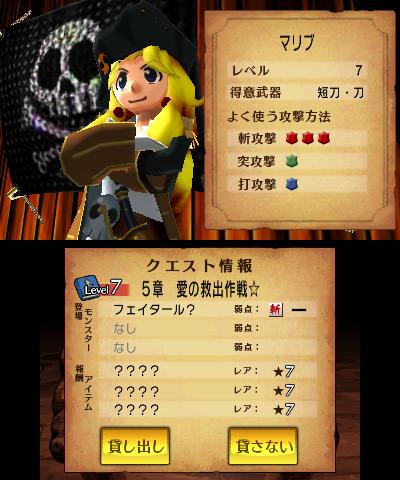 マリブ
レベル 7
得意武器 短刀・刀
よく使う攻撃方法
斬攻撃
突攻撃
打攻撃
クエスト情報
Level 7 5章 愛の救出作戦☆
登場モンスター
フェイタール? 弱点: 斬 ー
なし 弱点:
なし 弱点:
報酬アイテム
???? レア: ★7
???? レア: ★7
???? レア: ★7
貸し出し 貸さない